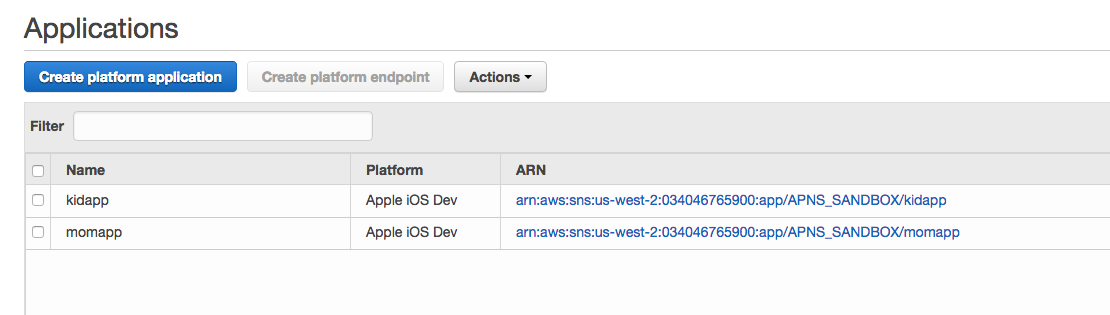 Applications
Create platform application Create platform endpoint Actions
Filter
Name Platform ARN
kidapp Apple iOS Dev arn:aws:sns:us-west-2:034046765900:app/APNS_SANDBOX/kidapp
momapp Apple iOS Dev arn:aws:sns:us-west-2:034046765900:app/APNS_SANDBOX/momapp